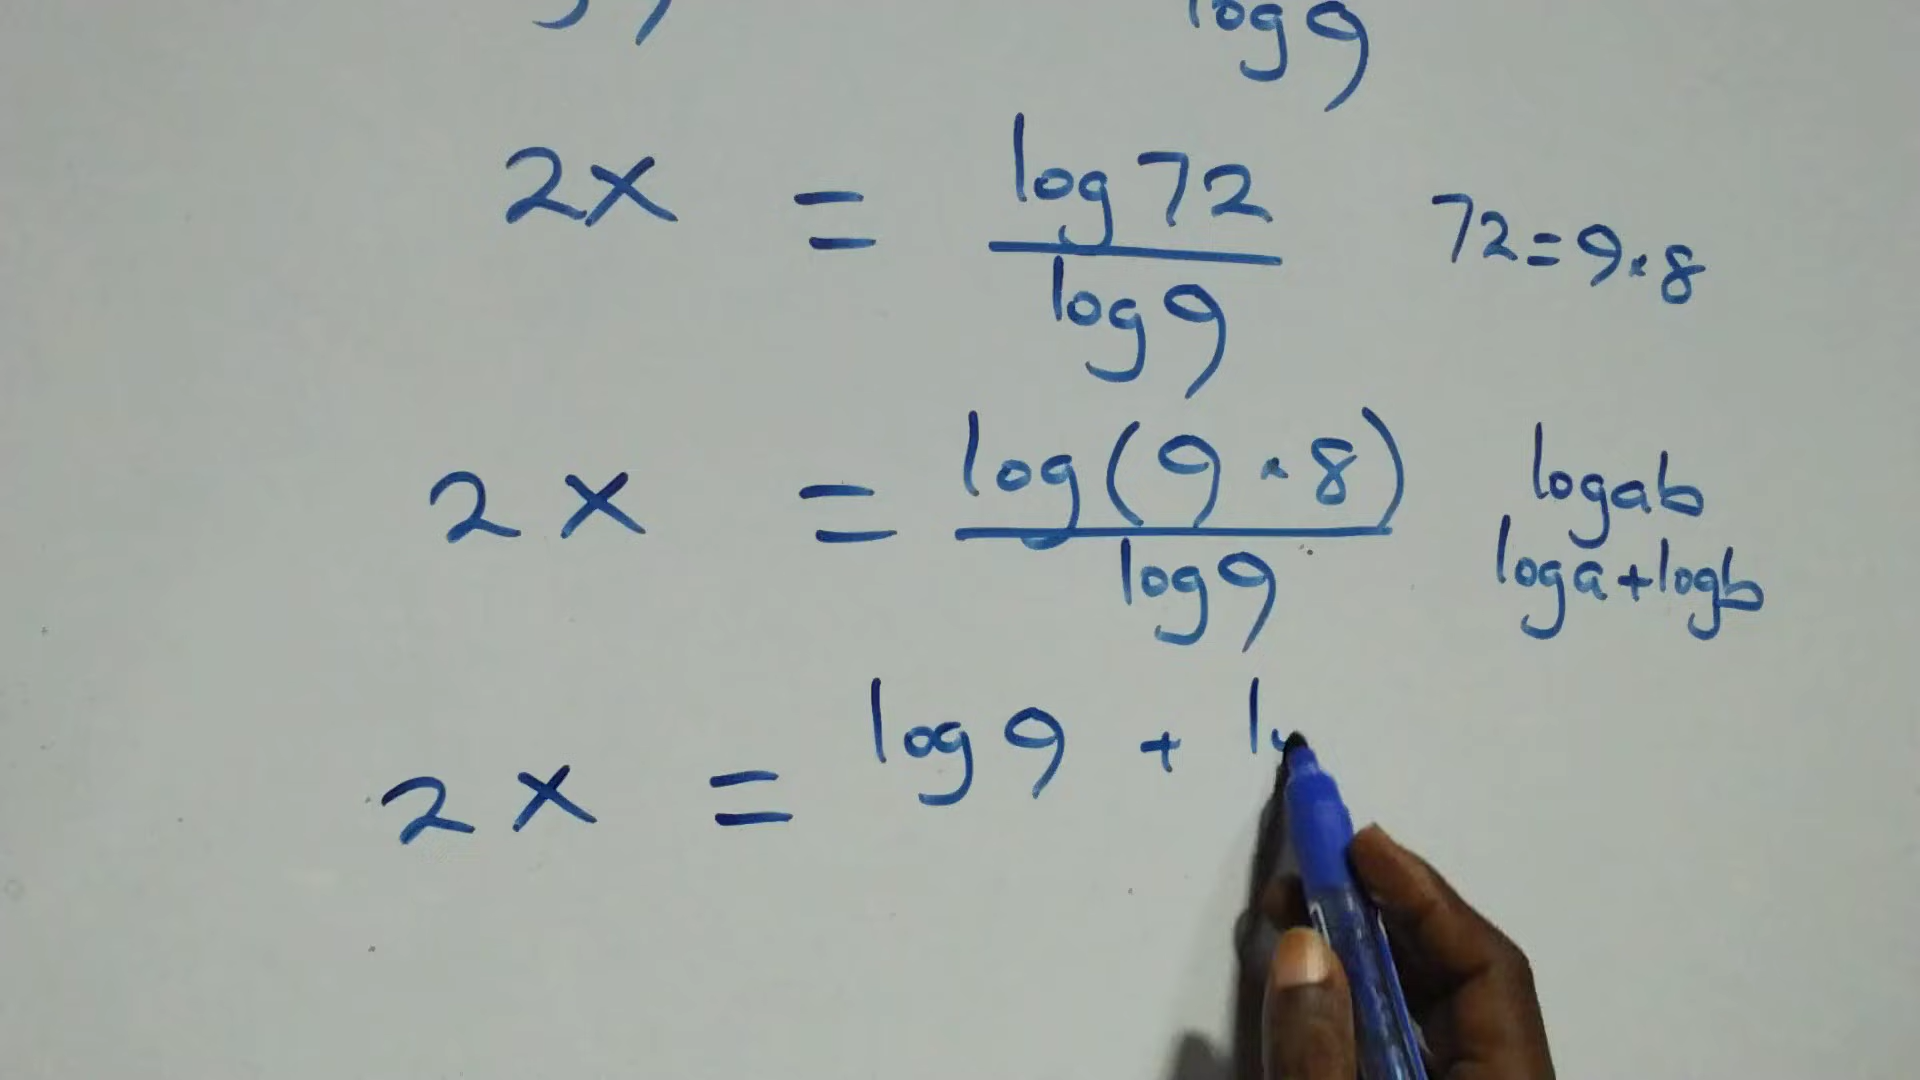 log 9
2x = log 72 / log 9 72 = 9 · 8
2x = log(9 · 8) / log 9 log ab
log a + log b
2x = log 9 +